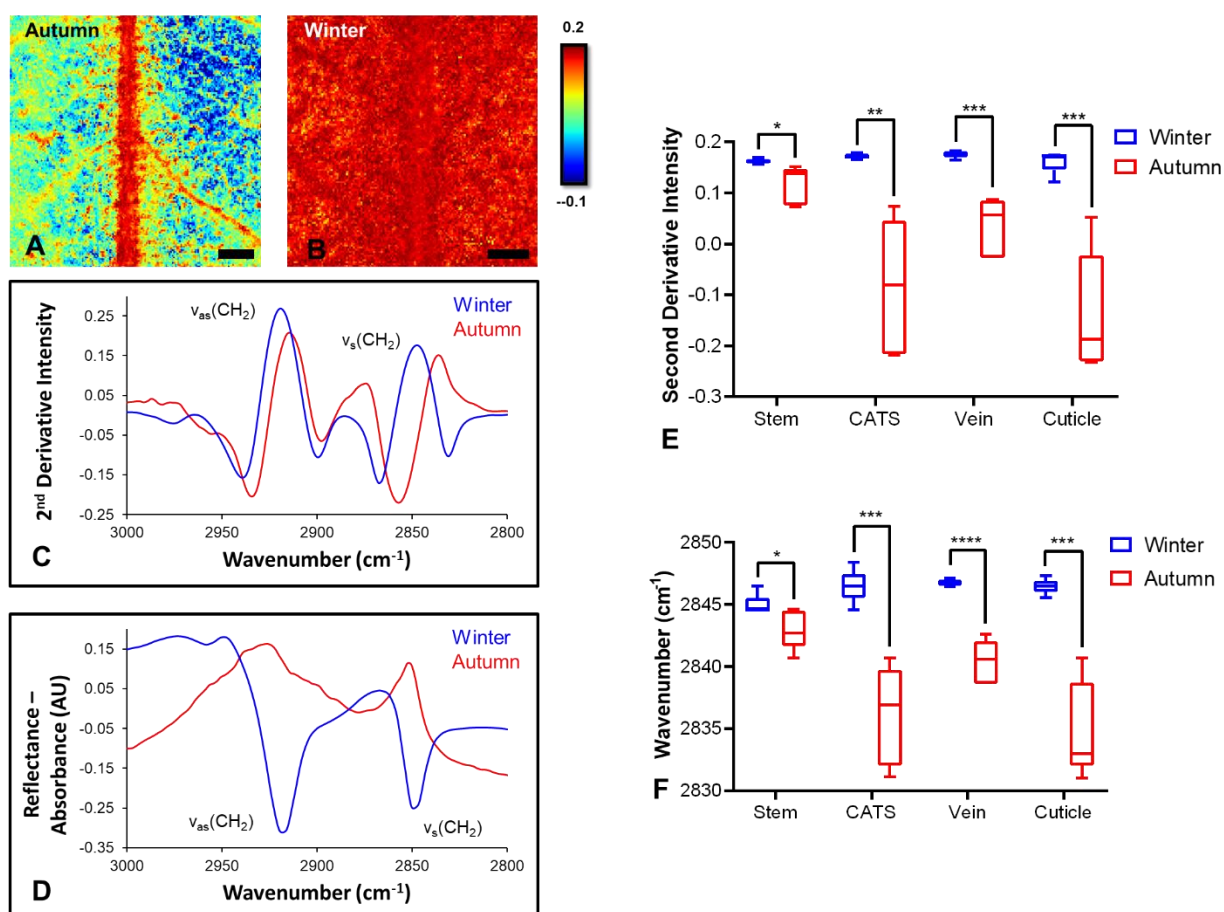 Autumn
A
Winter
B
0.2
--0.1
2nd Derivative Intensity
0.25
0.15
0.05
-0.05
-0.15
-0.25
νas(CH2)
νs(CH2)
Winter
Autumn
3000 2950 2900 2850 2800
Wavenumber (cm-1)
C
Reflectance –
Absorbance (AU)
0.15
0.05
-0.05
-0.15
-0.25
-0.35
Winter
Autumn
νas(CH2)
νs(CH2)
3000 2950 2900 2850 2800
Wavenumber (cm-1)
D
Second Derivative Intensity
0.2
0.1
0.0
-0.1
-0.2
-0.3
* ** *** ***
Winter
Autumn
Stem CATS Vein Cuticle
E
Wavenumber (cm-1)
2850
2845
2840
2835
2830
* *** **** ***
Winter
Autumn
Stem CATS Vein Cuticle
F